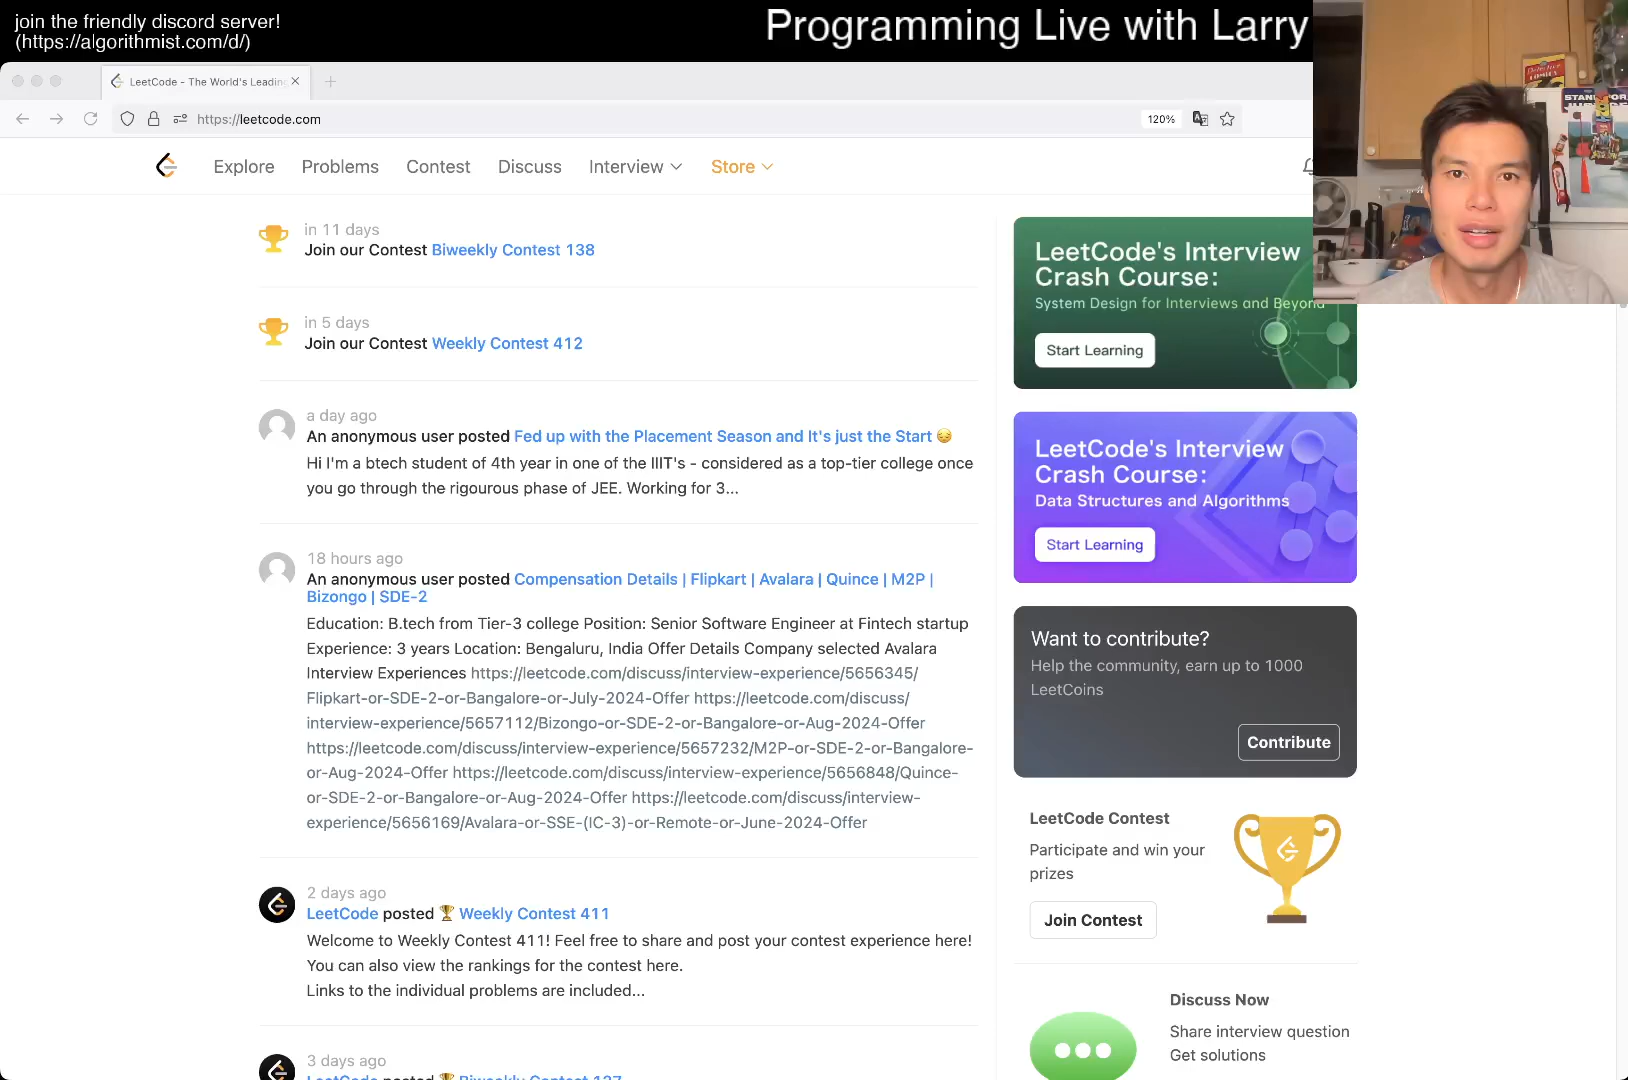 join the friendly discord server!
(https://algorithmist.com/d/)
Programming Live with Larry
LeetCode - The World's Leading
https://leetcode.com
120%
Explore
Problems
Contest
Discuss
Interview
Store
in 11 days
Join our Contest Biweekly Contest 138
in 5 days
Join our Contest Weekly Contest 412
a day ago
An anonymous user posted Fed up with the Placement Season and It's just the Start 😔
Hi I'm a btech student of 4th year in one of the IIIT's - considered as a top-tier college once
you go through the rigourous phase of JEE. Working for 3...
18 hours ago
An anonymous user posted Compensation Details | Flipkart | Avalara | Quince | M2P |
Bizongo | SDE-2
Education: B.tech from Tier-3 college Position: Senior Software Engineer at Fintech startup
Experience: 3 years Location: Bengaluru, India Offer Details Company selected Avalara
Interview Experiences https://leetcode.com/discuss/interview-experience/5656345/
Flipkart-or-SDE-2-or-Bangalore-or-July-2024-Offer https://leetcode.com/discuss/
interview-experience/5657112/Bizongo-or-SDE-2-or-Bangalore-or-Aug-2024-Offer
https://leetcode.com/discuss/interview-experience/5657232/M2P-or-SDE-2-or-Bangalore-
or-Aug-2024-Offer https://leetcode.com/discuss/interview-experience/5656848/Quince-
or-SDE-2-or-Bangalore-or-Aug-2024-Offer https://leetcode.com/discuss/interview-
experience/5656169/Avalara-or-SSE-(IC-3)-or-Remote-or-June-2024-Offer
2 days ago
LeetCode posted 🏆 Weekly Contest 411
Welcome to Weekly Contest 411! Feel free to share and post your contest experience here!
You can also view the rankings for the contest here.
Links to the individual problems are included...
3 days ago
LeetCode posted 🏆 Biweekly Contest 137
LeetCode's Interview
Crash Course:
System Design for Interviews and Beyond
Start Learning
LeetCode's Interview
Crash Course:
Data Structures and Algorithms
Start Learning
Want to contribute?
Help the community, earn up to 1000
LeetCoins
Contribute
LeetCode Contest
Participate and win your
prizes
Join Contest
Discuss Now
Share interview question
Get solutions